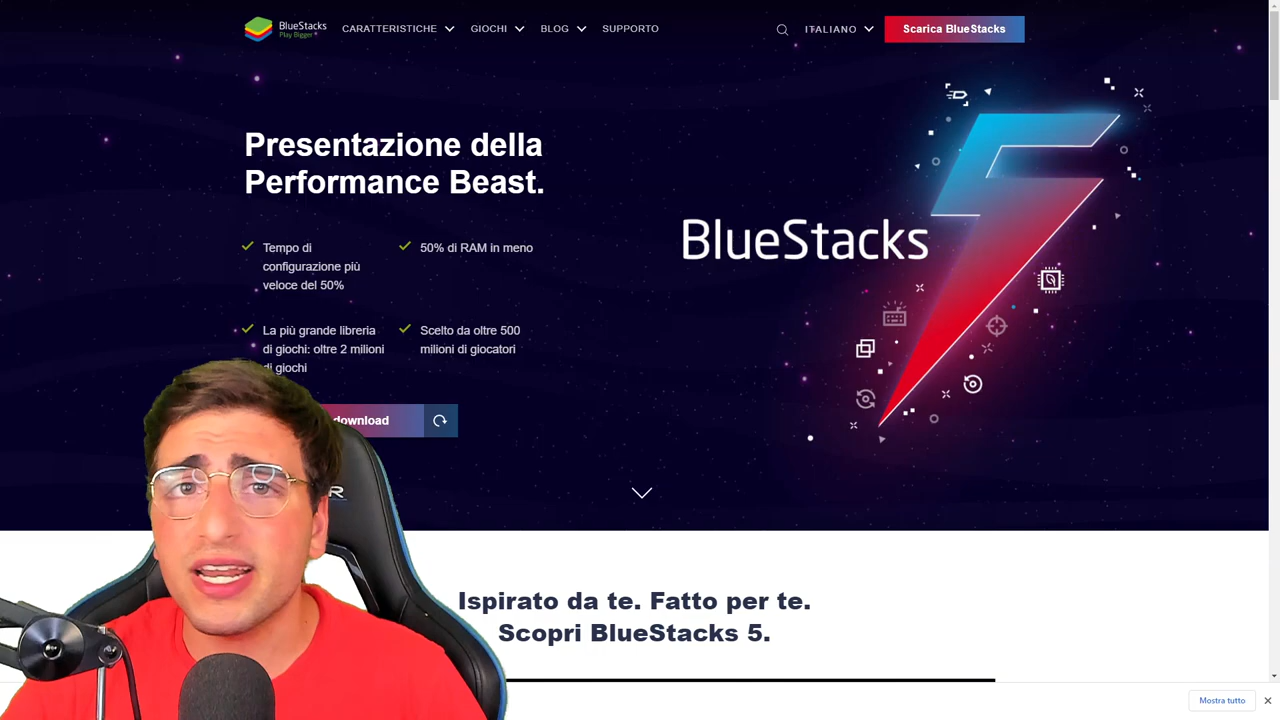 BlueStacks
Play Bigger
CARATTERISTICHE
GIOCHI
BLOG
SUPPORTO
ITALIANO
Scarica BlueStacks
Presentazione della
Performance Beast.
Tempo di
configurazione più
veloce del 50%
50% di RAM in meno
La più grande libreria
di giochi: oltre 2 milioni
di giochi
Scelto da oltre 500
milioni di giocatori
download
BlueStacks
R
Ispirato da te. Fatto per te.
Scopri BlueStacks 5.
Mostra tutto